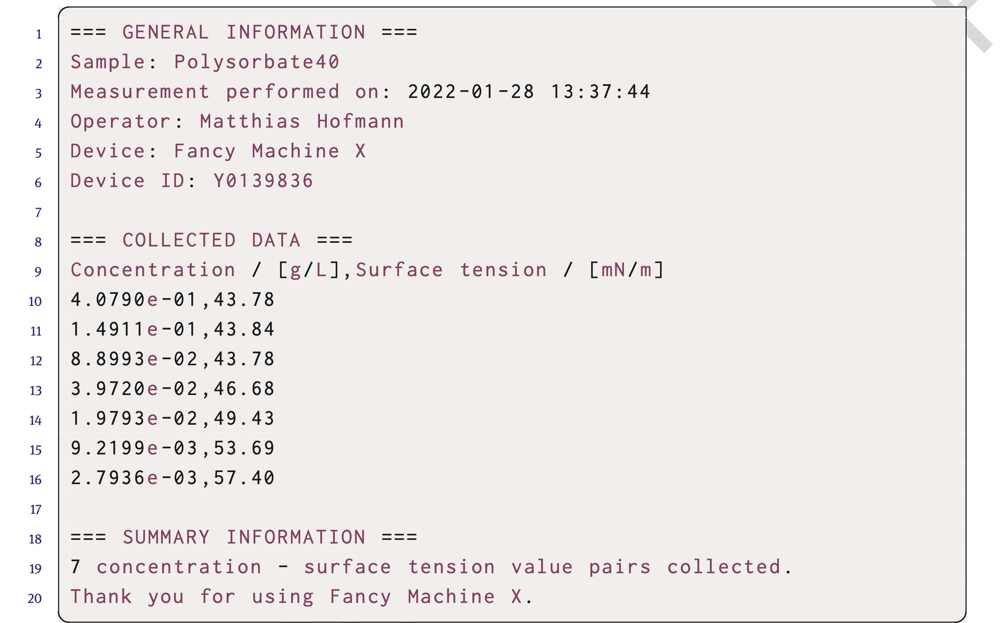 1 === GENERAL INFORMATION ===
2 Sample: Polysorbate40
3 Measurement performed on: 2022-01-28 13:37:44
4 Operator: Matthias Hofmann
5 Device: Fancy Machine X
6 Device ID: Y0139836
7
8 === COLLECTED DATA ===
9 Concentration / [g/L],Surface tension / [mN/m]
10 4.0790e-01,43.78
11 1.4911e-01,43.84
12 8.8993e-02,43.78
13 3.9720e-02,46.68
14 1.9793e-02,49.43
15 9.2199e-03,53.69
16 2.7936e-03,57.40
17
18 === SUMMARY INFORMATION ===
19 7 concentration - surface tension value pairs collected.
20 Thank you for using Fancy Machine X.